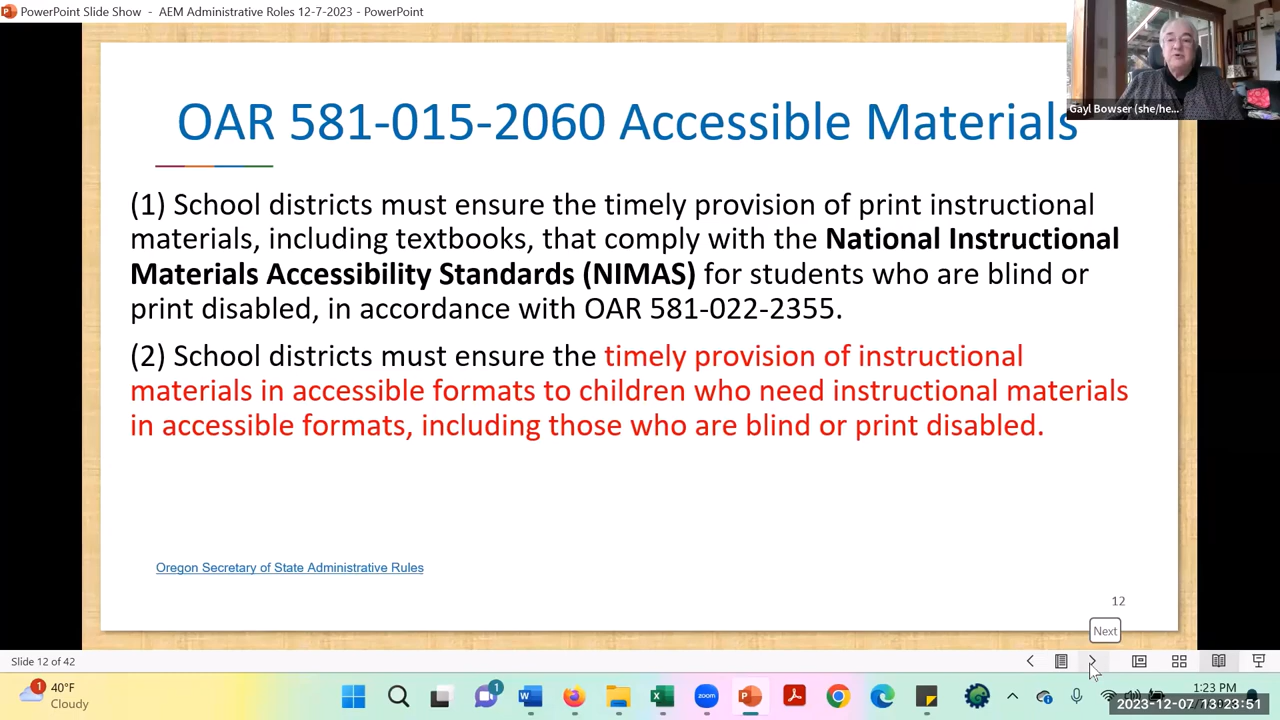 PowerPoint Slide Show - AEM Administrative Roles 12-7-2023 - PowerPoint
Gayl Bowser (she/he...
OAR 581-015-2060 Accessible Materials
(1) School districts must ensure the timely provision of print instructional
materials, including textbooks, that comply with the National Instructional
Materials Accessibility Standards (NIMAS) for students who are blind or
print disabled, in accordance with OAR 581-022-2355.
(2) School districts must ensure the timely provision of instructional
materials in accessible formats to children who need instructional materials
in accessible formats, including those who are blind or print disabled.
Oregon Secretary of State Administrative Rules
12
Next
Slide 12 of 42
1
40°F
Cloudy
1
zoom
1:23 PM
2023-12-07 13:23:51